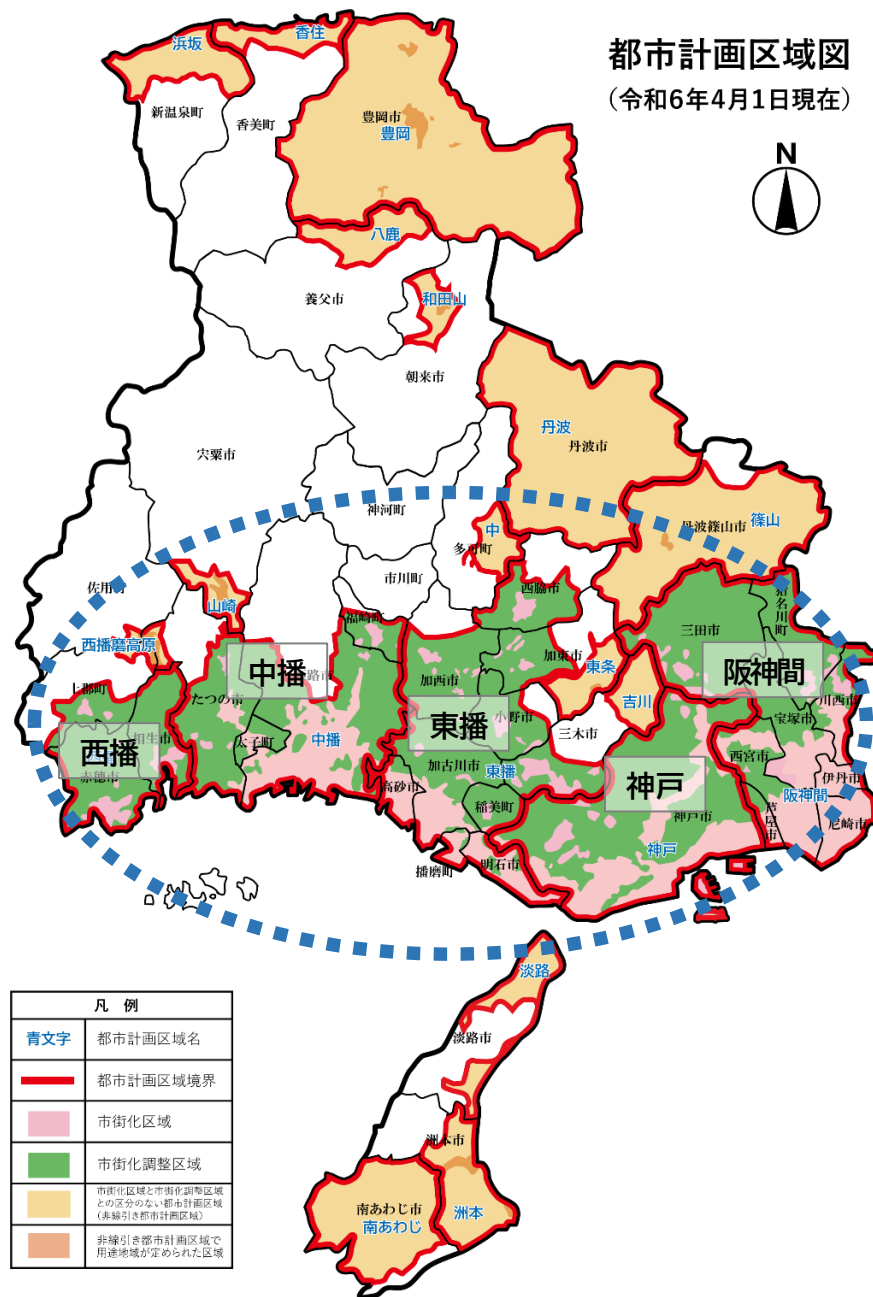 都市計画区域図
（令和6年4月1日現在）
N
浜坂
香住
新温泉町
香美町
豊岡市
豊岡
八鹿
養父市
和田山
朝来市
丹波
丹波市
宍粟市
神河町
中
多可町
丹波篠山市
篠山
市川町
山崎
西脇市
猪名川町
福崎町
三田市
西播磨高原
中播
加西市
加東市
東条
阪神間
上郡町
たつの市
吉川
川西市
西播
相生市
太子町
中播
東播
小野市
三木市
宝塚市
赤穂市
加古川市
東播
神戸
西宮市
伊丹市
高砂市
稲美町
神戸市
芦屋市
阪神間
尼崎市
播磨町
明石市
神戸
淡路
淡路市
洲本市
南あわじ市
南あわじ
洲本
凡 例
青文字 都市計画区域名
都市計画区域境界
市街化区域
市街化調整区域
市街化区域と市街化調整区域
との区分のない都市計画区域
(非線引き都市計画区域)
非線引き都市計画区域で
用途地域が定められた区域